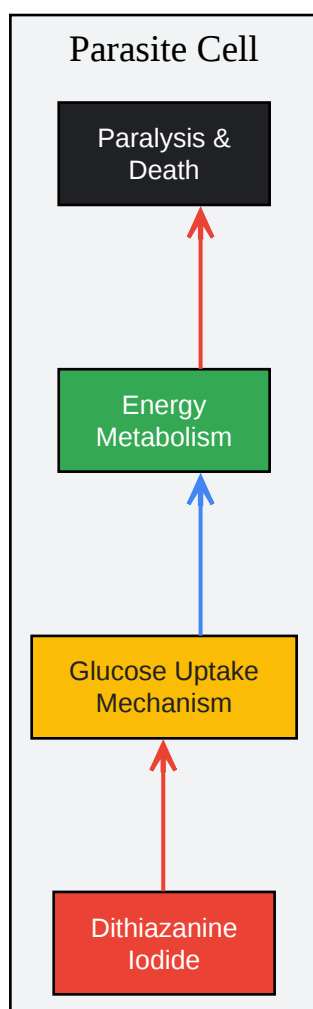 Parasite Cell
Paralysis &
Death
Energy
Metabolism
Glucose Uptake
Mechanism
Dithiazanine
Iodide